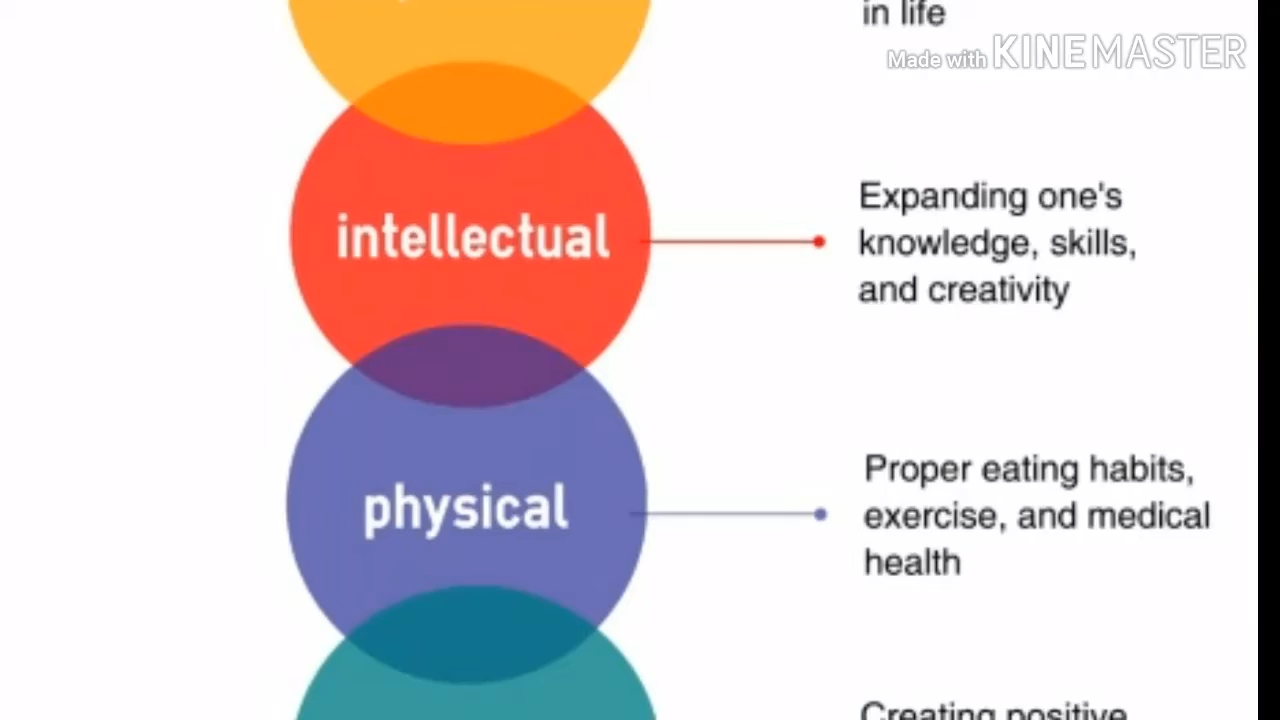 in life
Made with KINEMASTER
intellectual
Expanding one's
knowledge, skills,
and creativity
physical
Proper eating habits,
exercise, and medical
health
Creating positive